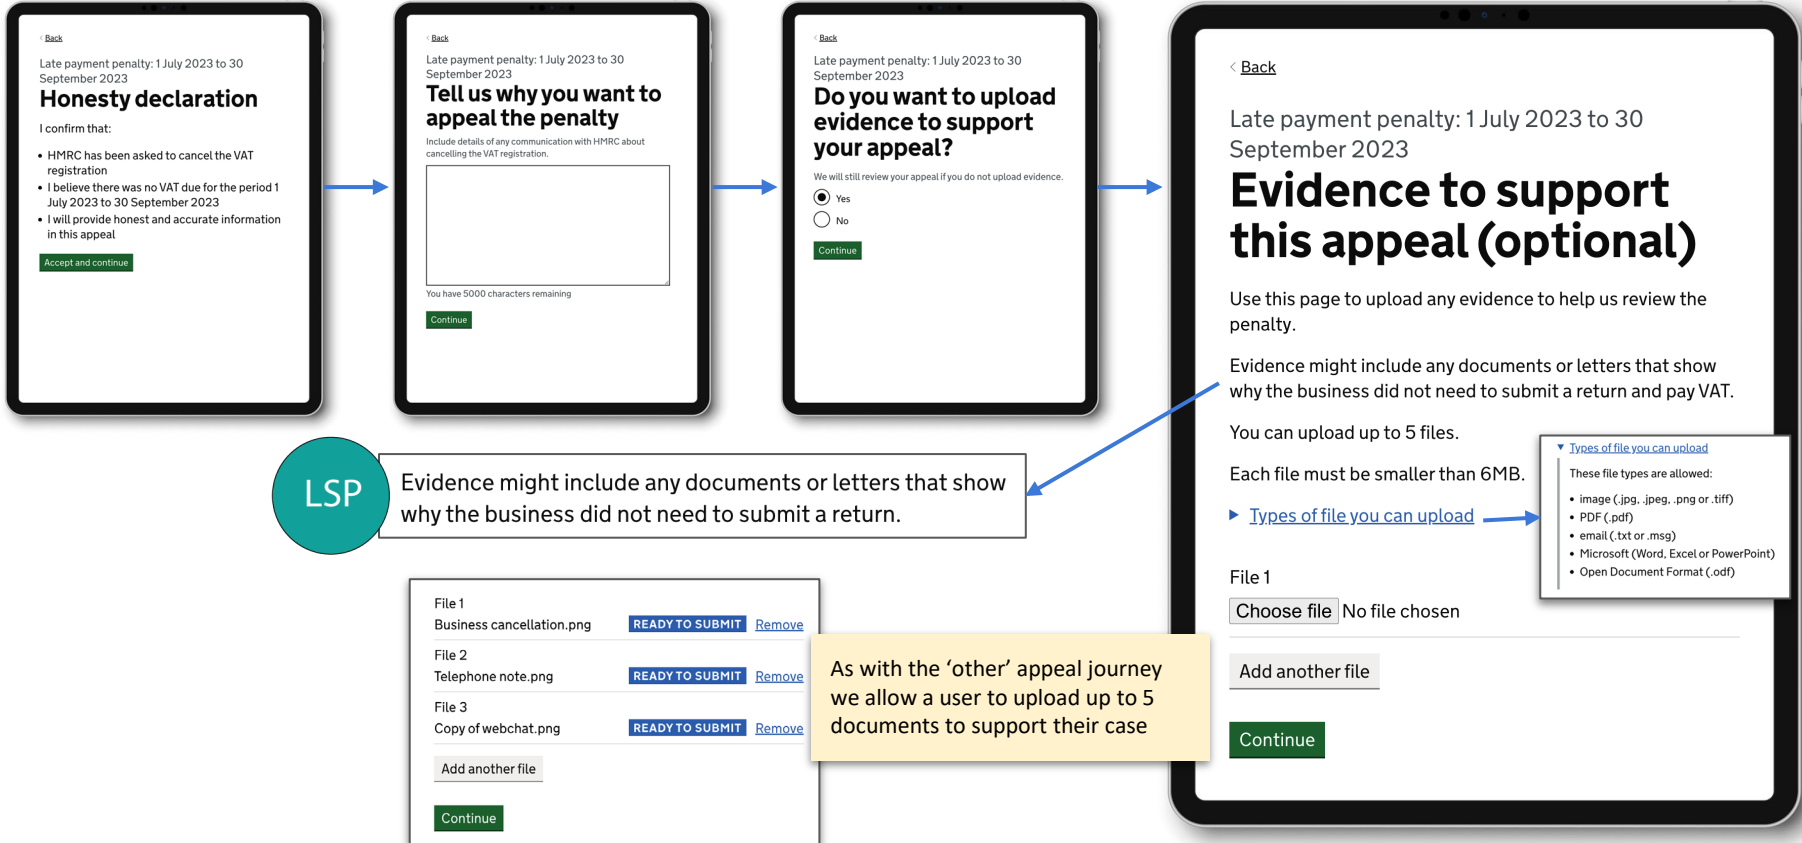 Back
Late payment penalty: 1 July 2023 to 30
September 2023
Honesty declaration
I confirm that:
• HMRC has been asked to cancel the VAT
registration
• I believe there was no VAT due for the period 1
July 2023 to 30 September 2023
• I will provide honest and accurate information
in this appeal
Accept and continue
Back
Late payment penalty: 1 July 2023 to 30
September 2023
Tell us why you want to
appeal the penalty
Include details of any communication with HMRC about
cancelling the VAT registration.
You have 5000 characters remaining
Continue
Back
Late payment penalty: 1 July 2023 to 30
September 2023
Do you want to upload
evidence to support
your appeal?
We will still review your appeal if you do not upload evidence.
Yes
No
Continue
Back
Late payment penalty: 1 July 2023 to 30
September 2023
Evidence to support
this appeal (optional)
Use this page to upload any evidence to help us review the
penalty.
Evidence might include any documents or letters that show
why the business did not need to submit a return and pay VAT.
You can upload up to 5 files.
Each file must be smaller than 6MB.
Types of file you can upload
File 1
Choose file No file chosen
Add another file
Continue
Types of file you can upload
These file types are allowed:
• image (.jpg, .jpeg, .png or .tiff)
• PDF (.pdf)
• email (.txt or .msg)
• Microsoft (Word, Excel or PowerPoint)
• Open Document Format (.odf)
LSP
Evidence might include any documents or letters that show
why the business did not need to submit a return.
File 1
Business cancellation.png READY TO SUBMIT Remove
File 2
Telephone note.png READY TO SUBMIT Remove
File 3
Copy of webchat.png READY TO SUBMIT Remove
Add another file
Continue
As with the ‘other’ appeal journey
we allow a user to upload up to 5
documents to support their case